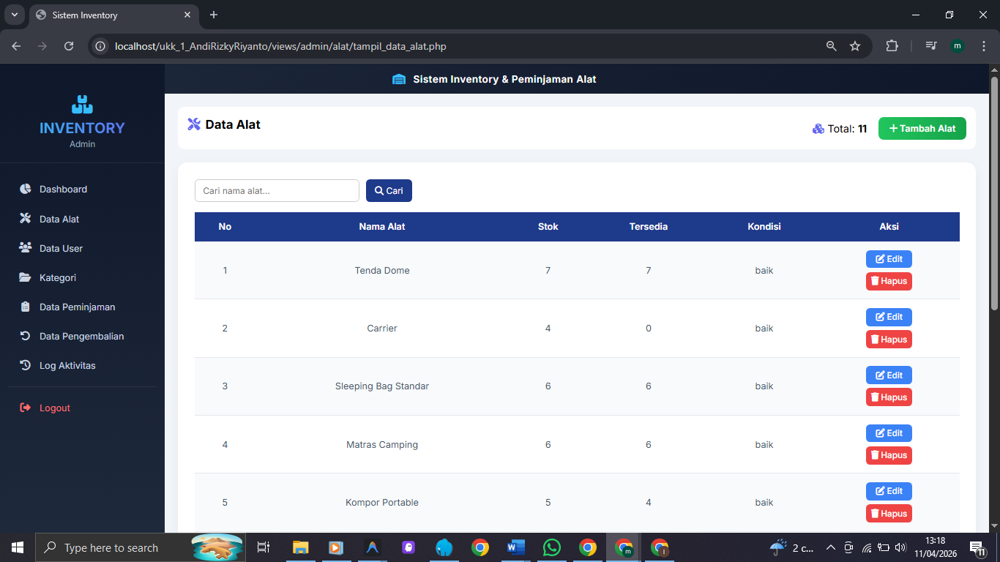 Sistem Inventory
localhost/ukk_1_AndiRizkyRiyanto/views/admin/alat/tampil_data_alat.php
m
INVENTORY
Admin
Dashboard
Data Alat
Data User
Kategori
Data Peminjaman
Data Pengembalian
Log Aktivitas
Logout
Sistem Inventory & Peminjaman Alat
Data Alat
Total: 11
Tambah Alat
Cari nama alat...
Cari
No Nama Alat Stok Tersedia Kondisi Aksi
1 Tenda Dome 7 7 baik Edit
Hapus
2 Carrier 4 0 baik Edit
Hapus
3 Sleeping Bag Standar 6 6 baik Edit
Hapus
4 Matras Camping 6 6 baik Edit
Hapus
5 Kompor Portable 5 4 baik Edit
Hapus
Type here to search
2 c...
13:18
11/04/2026
11